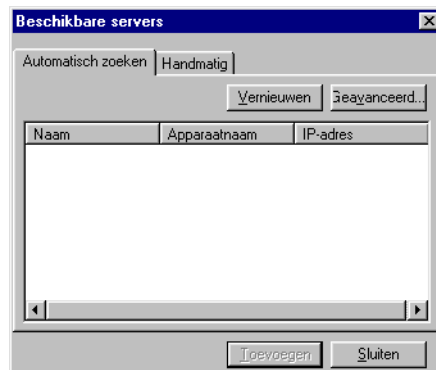 Beschikbare servers
Automatisch zoeken Handmatig
Vernieuwen Geavanceerd...
Naam Apparaatnaam IP-adres
Toevoegen Sluiten